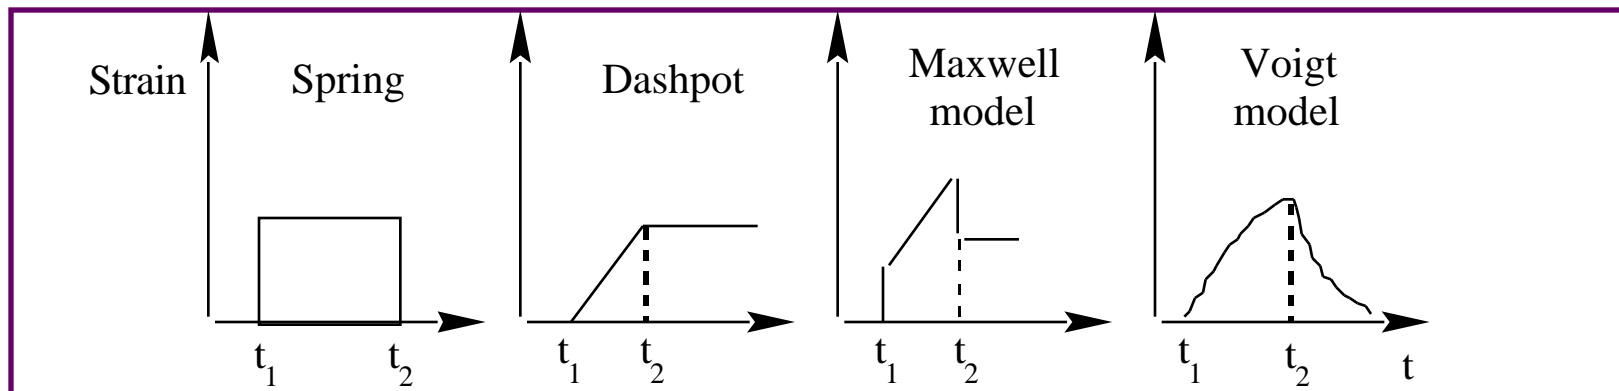 Strain
Spring
Dashpot
Maxwell
model
Voigt
model
t1
t2
t1
t2
t1
t2
t1
t2
t